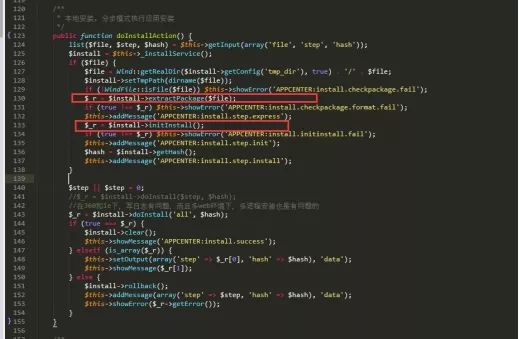 120 /**
121 * 本地安装，分步模式执行应用安装
122 */
123 public function doInstallAction() {
124 list($file, $step, $hash) = $this->getInput(array('file', 'step', 'hash'));
125 $install = $this->_installService();
126 if ($file) {
127 $file = Wind::getRealDir($install->getConfig('tmp_dir'), true) . '/' . $file;
128 $install->setTmpPath(dirname($file));
129 if (!WindFile::isFile($file)) $this->showError('APPCENTER:install.checkpackage.fail');
130 $_r = $install->extractPackage($file);
131 if (true !== $_r) $this->showError('APPCENTER:install.checkpackage.format.fail');
132 $this->addMessage('APPCENTER:install.step.express');
133 $_r = $install->initInstall();
134 if (true !== $_r) $this->showError('APPCENTER:install.initinstall.fail');
135 $this->addMessage('APPCENTER:install.step.init');
136 $hash = $install->getHash();
137 $this->addMessage('APPCENTER:install.step.install');
138 }
139
140 $step || $step = 0;
141 //$_r = $install->doInstall($step, $hash);
142 //在360和ie下，写日志有问题，而且多web环境下，多进程安装也是有问题的
143 $_r = $install->doInstall('all', $hash);
144 if (true === $_r) {
145 $install->clear();
146 $this->showMessage('APPCENTER:install.success');
147 } elseif (is_array($_r)) {
148 $this->setOutput(array('step' => $_r[0], 'hash' => $hash), 'data');
149 $this->showMessage($_r[1]);
150 } else {
151 $install->rollback();
152 $this->addMessage(array('step' => $step, 'hash' => $hash), 'data');
153 $this->showError($_r->getError());
154 }
155 }
156